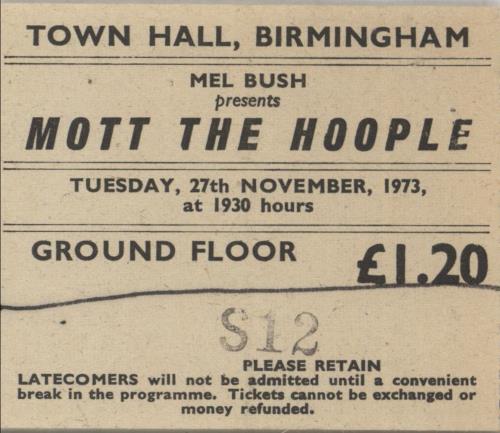 TOWN HALL, BIRMINGHAM
MEL BUSH
presents
MOTT THE HOOPLE
TUESDAY, 27th NOVEMBER, 1973,
at 1930 hours
GROUND FLOOR £1.20
S12
PLEASE RETAIN
LATECOMERS will not be admitted until a convenient
break in the programme. Tickets cannot be exchanged or
money refunded.